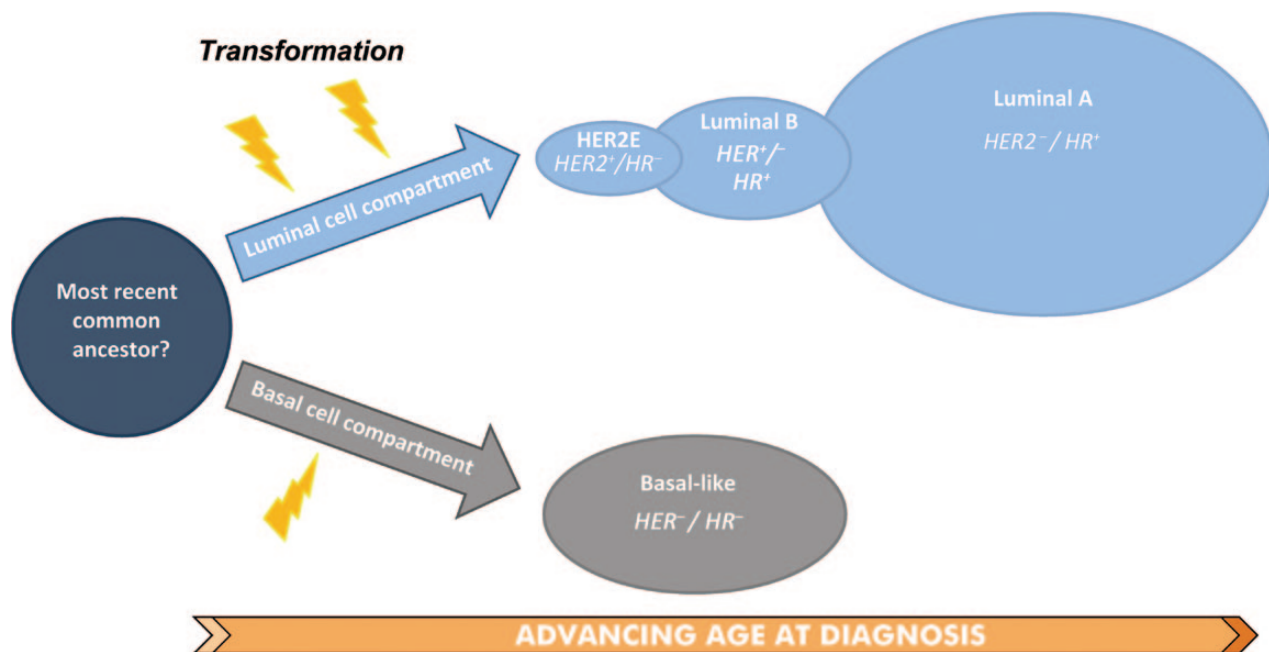 Transformation
Luminal cell compartment
HER2E
HER2⁺/HR⁻
Luminal B
HER⁺/⁻
HR⁺
Luminal A
HER2⁻/ HR⁺
Most recent
common
ancestor?
Basal cell compartment
Basal-like
HER⁻/ HR⁻
ADVANCING AGE AT DIAGNOSIS